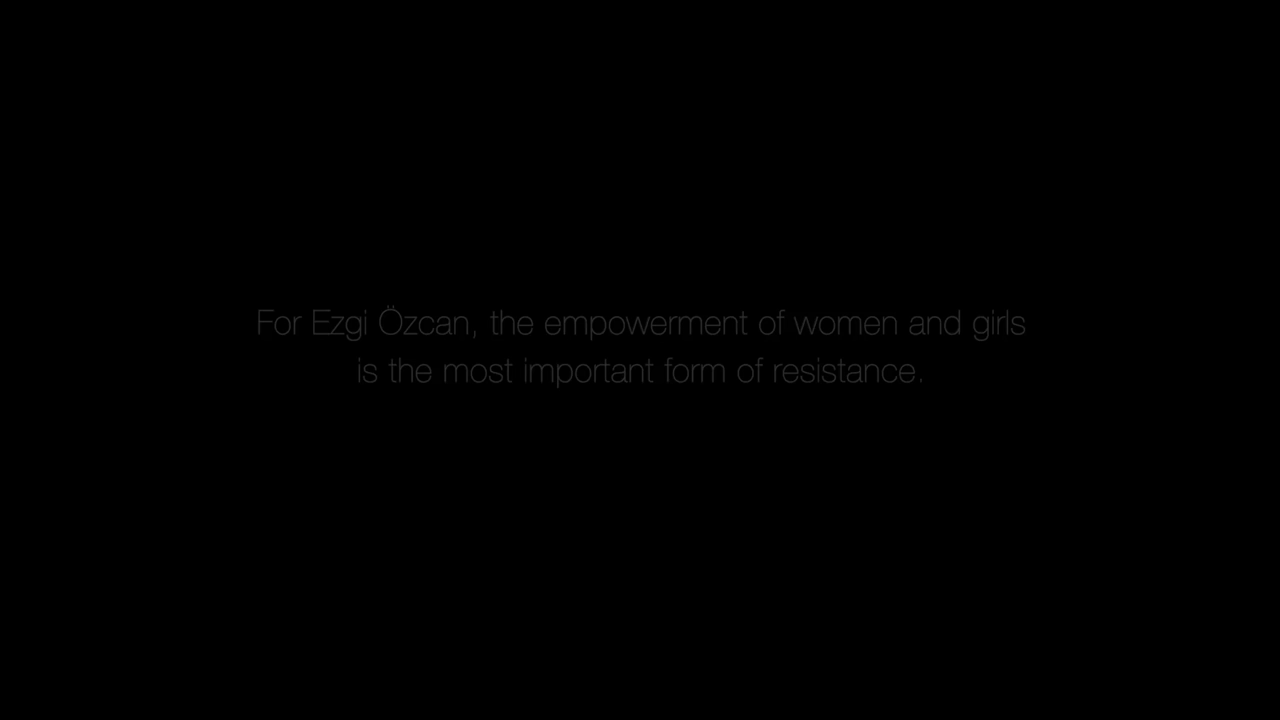 For Ezgi Özcan, the empowerment of women and girls
is the most important form of resistance.